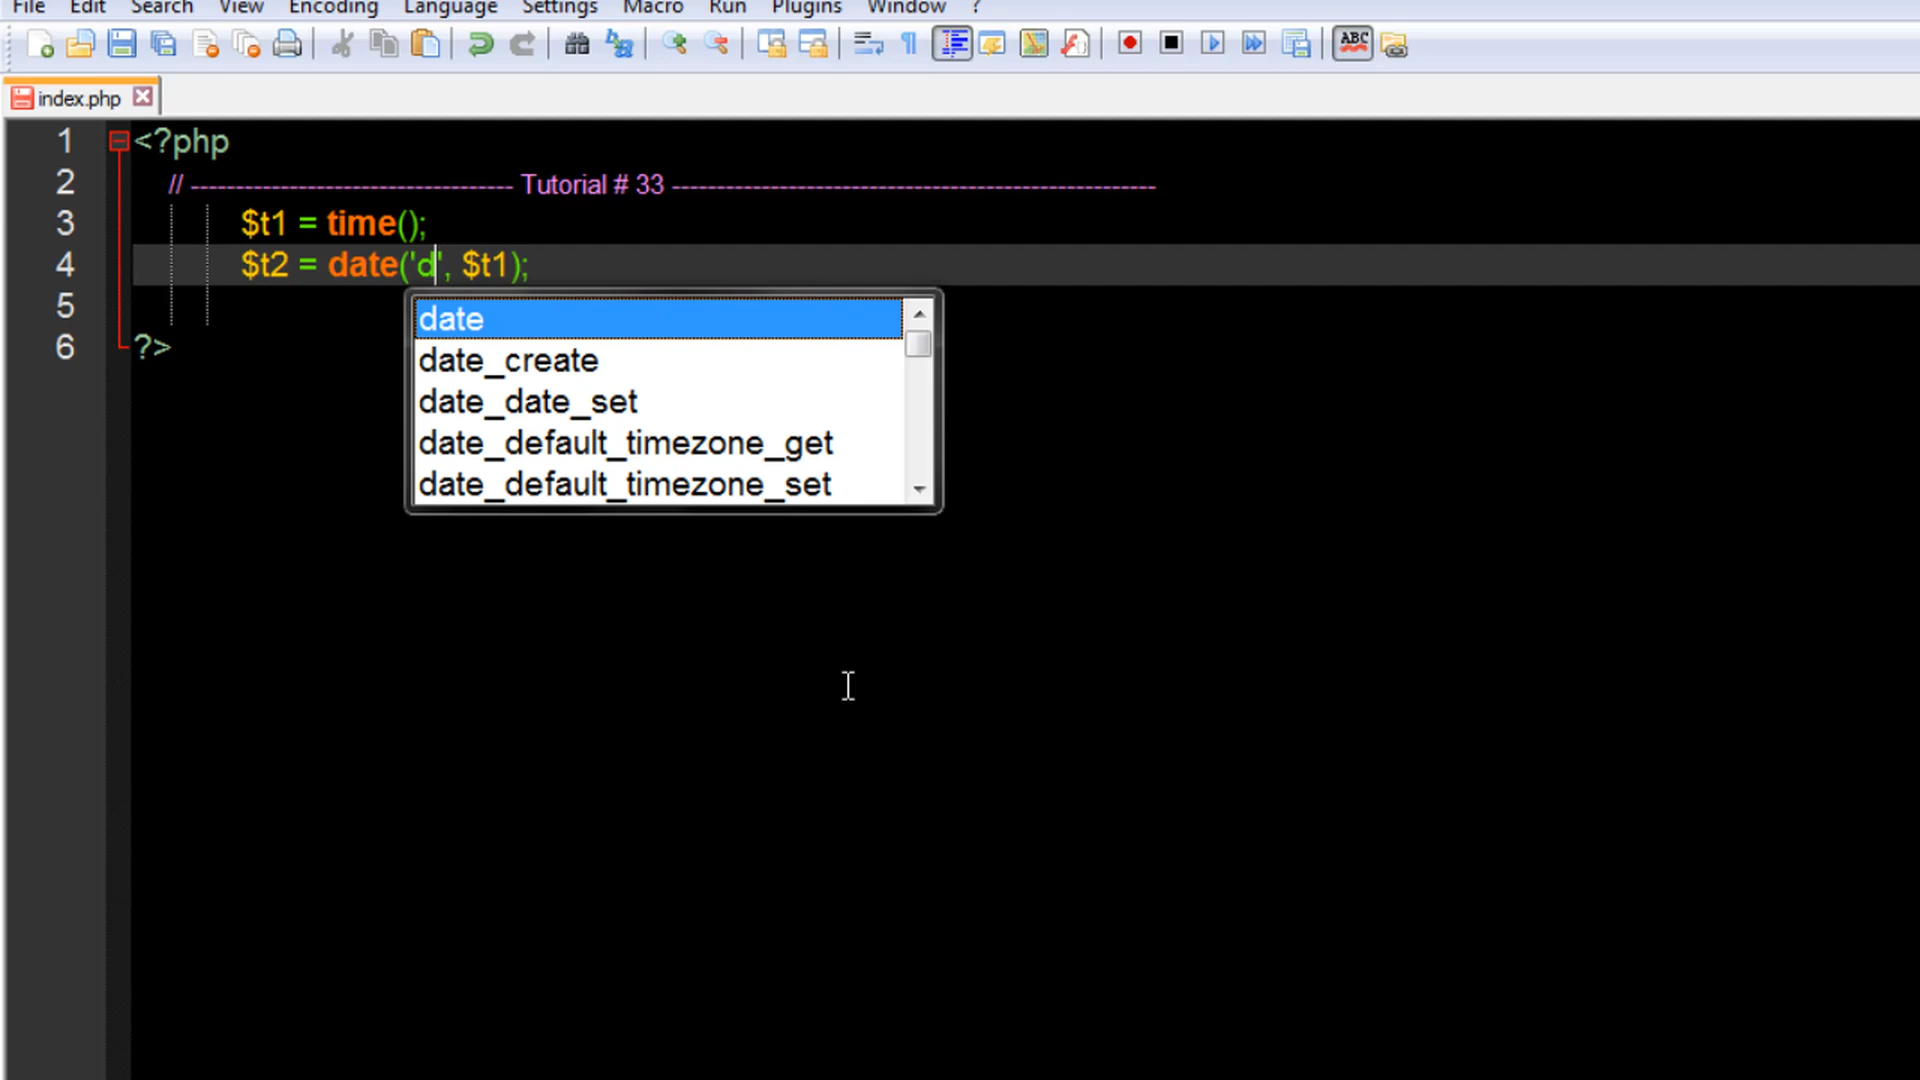 File Edit Search View Encoding Language Settings Macro Run Plugins Window ?
ABC
index.php
1 <?php
2 // ----------------------------------- Tutorial # 33 -----------------------------------------------------
3 $t1 = time();
4 $t2 = date('d', $t1);
5
6 ?>
date
date_create
date_date_set
date_default_timezone_get
date_default_timezone_set